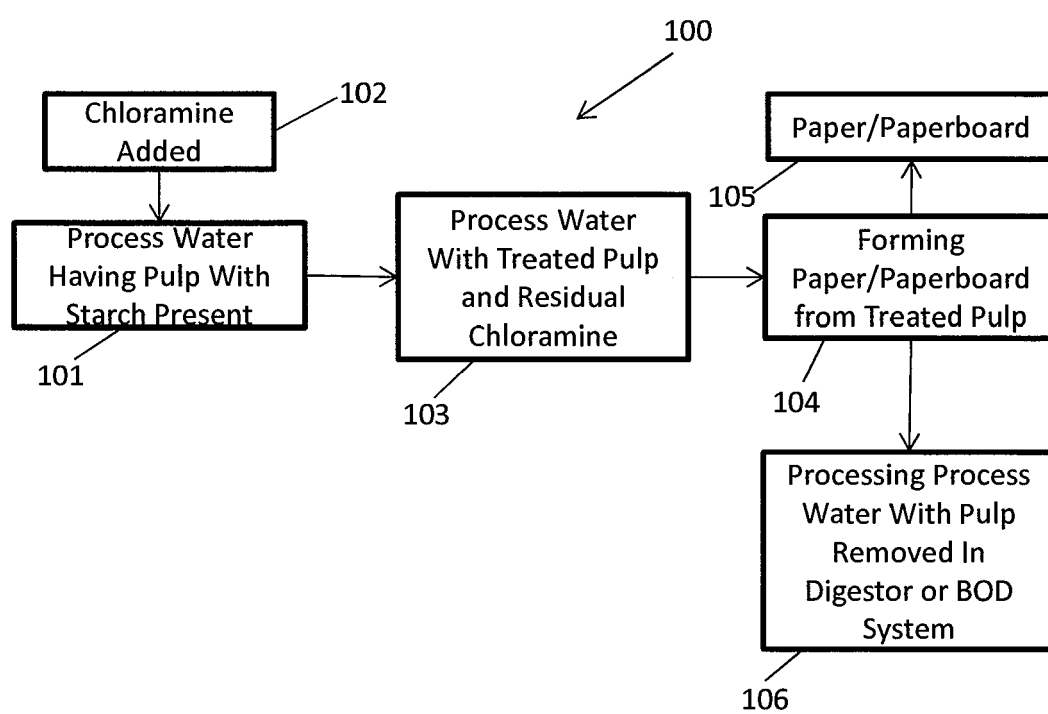 100
Chloramine
Added
102
Process Water
Having Pulp With
Starch Present
101
Process Water
With Treated Pulp
and Residual
Chloramine
103
Paper/Paperboard
105
Forming
Paper/Paperboard
from Treated Pulp
104
Processing Process
Water With Pulp
Removed In
Digestor or BOD
System
106